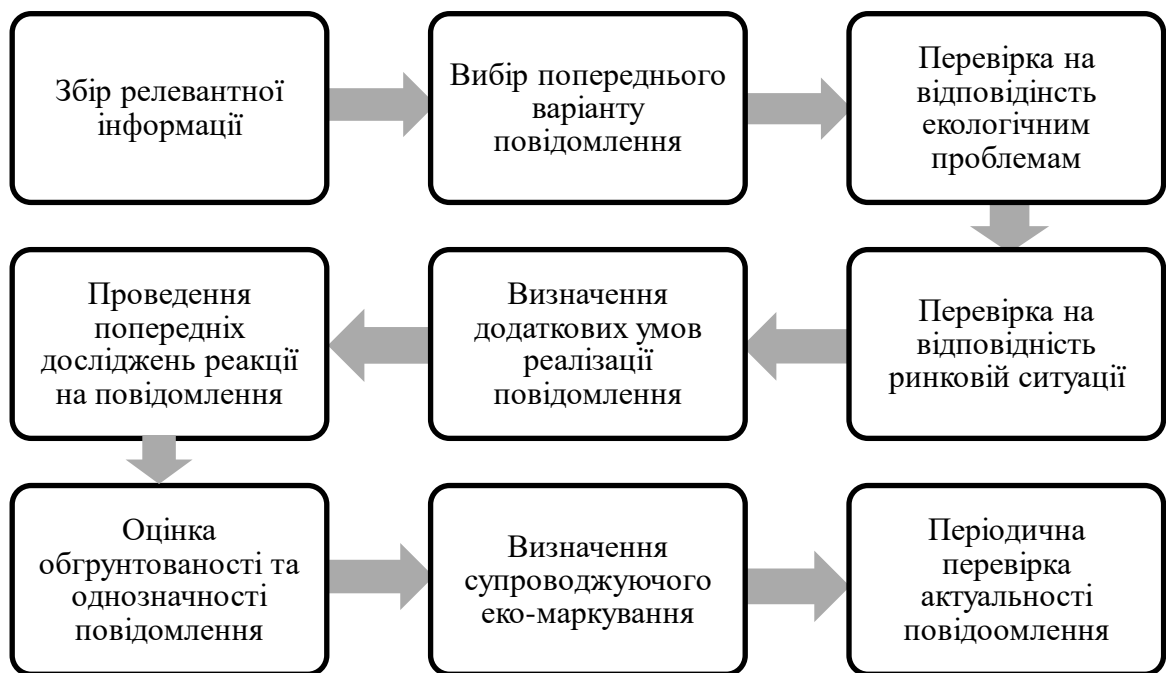 Збір релевантної
інформації
Вибір попереднього
варіанту
повідомлення
Перевірка на
відповідінсть
екологічним
проблемам
Перевірка на
відповідність
ринковій ситуації
Визначення
додаткових умов
реалізації
повідомлення
Проведення
попередніх
досліджень реакції
на повідомлення
Оцінка
обгрунтованості та
однозначності
повідомлення
Визначення
супроводжуючого
еко-маркування
Періодична
перевірка
актуальності
повідоомлення